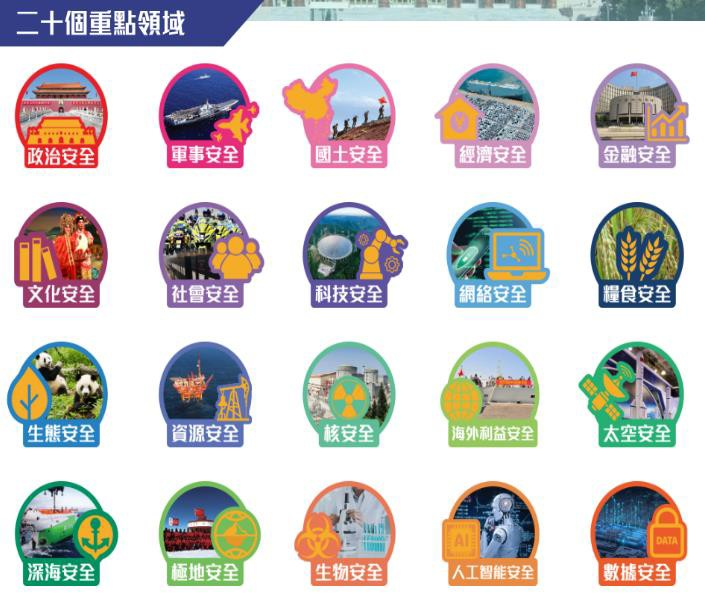 二十個重點領域
政治安全
軍事安全
國土安全
經濟安全
金融安全
文化安全
社會安全
科技安全
網絡安全
糧食安全
生態安全
資源安全
核安全
海外利益安全
太空安全
深海安全
極地安全
生物安全
AI
人工智能安全
DATA
數據安全